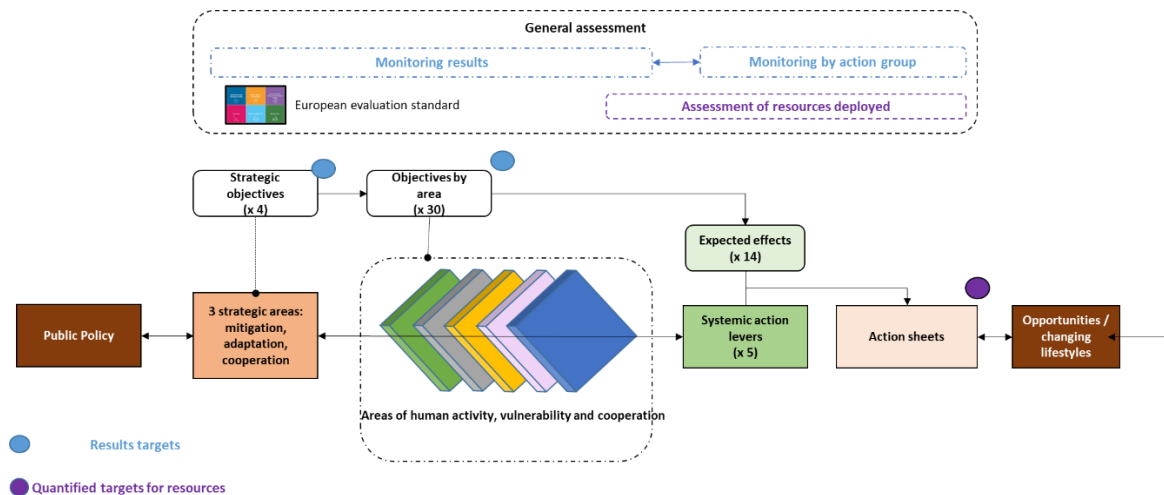 General assessment
Monitoring results
Monitoring by action group
European evaluation standard
Assessment of resources deployed
Strategic
objectives
(x 4)
Objectives by
area
(x 30)
Expected effects
(x 14)
Public Policy
3 strategic areas:
mitigation,
adaptation,
cooperation
Systemic action
levers
(x 5)
Action sheets
Opportunities /
changing
lifestyles
Areas of human activity, vulnerability and cooperation
Results targets
Quantified targets for resources